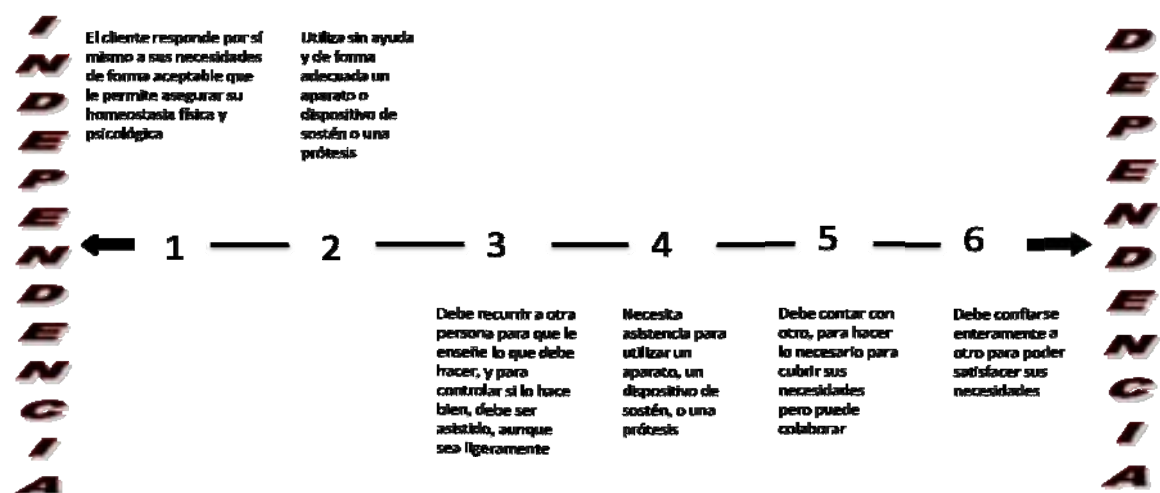 INDEPENDENCIA
El cliente responde por sí
mismo a sus necesidades
de forma aceptable que
le permite asegurar su
homeostasia física y
psicológica
Utiliza sin ayuda
y de forma
adecuada un
aparato o
dispositivo de
sostén o una
prótesis
1
2
3
4
5
6
Debe recurrir a otra
persona para que le
enseñe lo que debe
hacer, y para
controlar si lo hace
bien, debe ser
asistido, aunque
sea ligeramente
Necesita
asistencia para
utilizar un
aparato, un
dispositivo de
sostén, o una
prótesis
Debe contar con
otro, para hacer
lo necesario para
cubrir sus
necesidades
pero puede
colaborar
Debe confiarse
enteramente a
otro para poder
satisfacer sus
necesidades
DEPENDENCIA